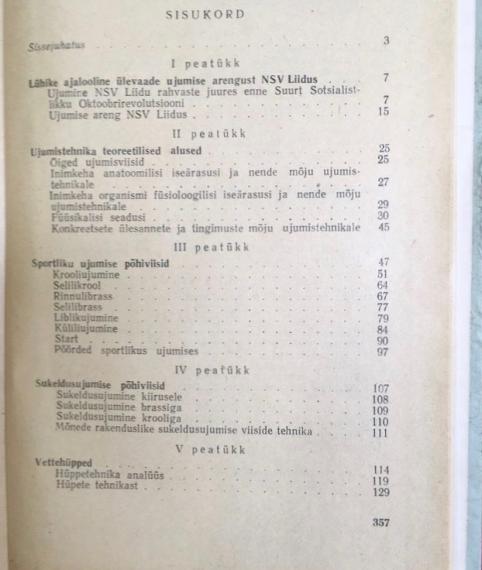 SISUKORD
Sissejuhatus . . . . . . . . . . 3
I peatükk
Lühike ajalooline ülevaade ujumise arengust NSV Liidus . . . 7
Ujumine NSV Liidu rahvaste juures enne Suurt Sotsialist-
likku Oktoobrirevolutsiooni . . . . . . 7
Ujumise areng NSV Liidus . . . . . . 15
II peatükk
Ujumistehnika teoreetilised alused . . . . . . 25
Õiged ujumisviisid . . . . . . 25
Inimkeha anatoomilisi iseärasusi ja nende mõju ujumis-
tehnikale . . . . . . 27
Inimkeha organismi füsioloogilisi iseärasusi ja nende mõju
ujumistehnikale . . . . . . 29
Füüsikalisi seadusi . . . . . . 30
Konkreetsete ülesannete ja tingimuste mõju ujumistehnikale 45
III peatükk
Sportliku ujumise põhiviisid . . . . . . 47
Krooliujumine . . . . . . 51
Selilikrool . . . . . . 64
Rinnulibrass . . . . . . 67
Selilibrass . . . . . . 77
Liblikujumine . . . . . . 79
Küliliujumine . . . . . . 84
Start . . . . . . 90
Pöörded sportlikus ujumises . . . . . . 97
IV peatükk
Sukeldusujumise põhiviisid . . . . . . 107
Sukeldusujumine kiirusele . . . . . . 108
Sukeldusujumine brassiga . . . . . . 109
Sukeldusujumine krooliga . . . . . . 110
Mõnede rakenduslike sukeldusujumise viiside tehnika . . . 111
V peatükk
Vettehüpped . . . . . . 114
Hüppetehnika analüüs . . . . . . 119
Hüpete tehnikast . . . . . . 129
357